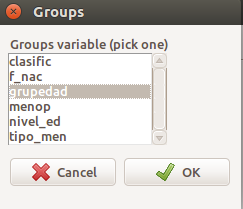 Groups
Groups variable (pick one)
clasific
f_nac
grupedad
menop
nivel_ed
tipo_men
Cancel
OK